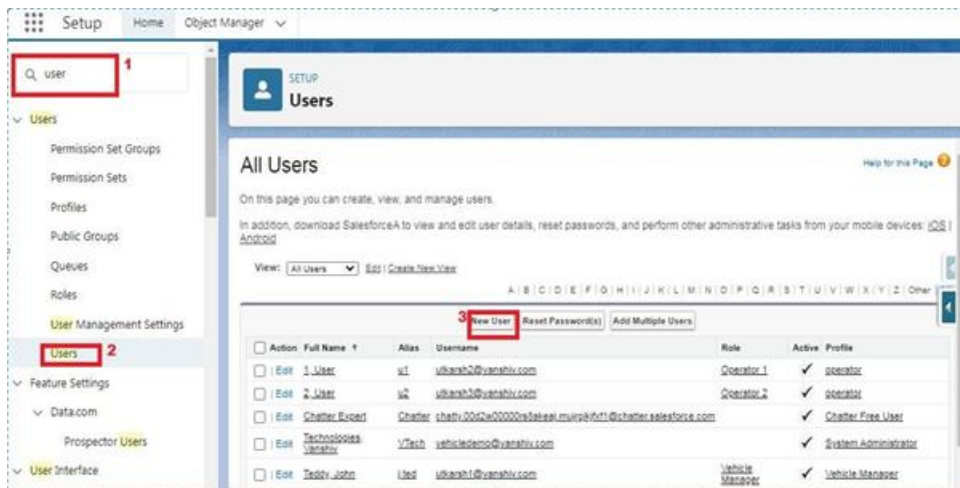 Setup Home Object Manager
user
1
Users
Permission Set Groups
Permission Sets
Profiles
Public Groups
Queues
Roles
User Management Settings
Users 2
Feature Settings
Data.com
Prospector Users
User Interface
SETUP
Users
All Users
Help for this Page
On this page you can create, view, and manage users.
In addition, download SalesforceA to view and edit user details, reset passwords, and perform other administrative tasks from your mobile devices: iOS |
Android
View: All Users Edit | Create New View
A | B | C | D | E | F | G | H | I | J | K | L | M | N | O | P | Q | R | S | T | U | V | W | X | Y | Z | Other
3 New User Reset Password(s) Add Multiple Users
Action Full Name ↑ Alias Username Role Active Profile
Edit 1, User u1 utkarsh2@vanshiv.com Operator 1 ✓ operator
Edit 2, User u2 utkarsh3@vanshiv.com Operator 2 ✓ operator
Edit Chatter Expert Chatter ✓ Chatter Free User
Edit Technologies, Vanshiv VTech vehicledemo@vanshiv.com ✓ System Administrator
Edit Teddy, John utkarsh1@vanshiv.com Vehicle Manager ✓ Vehicle Manager